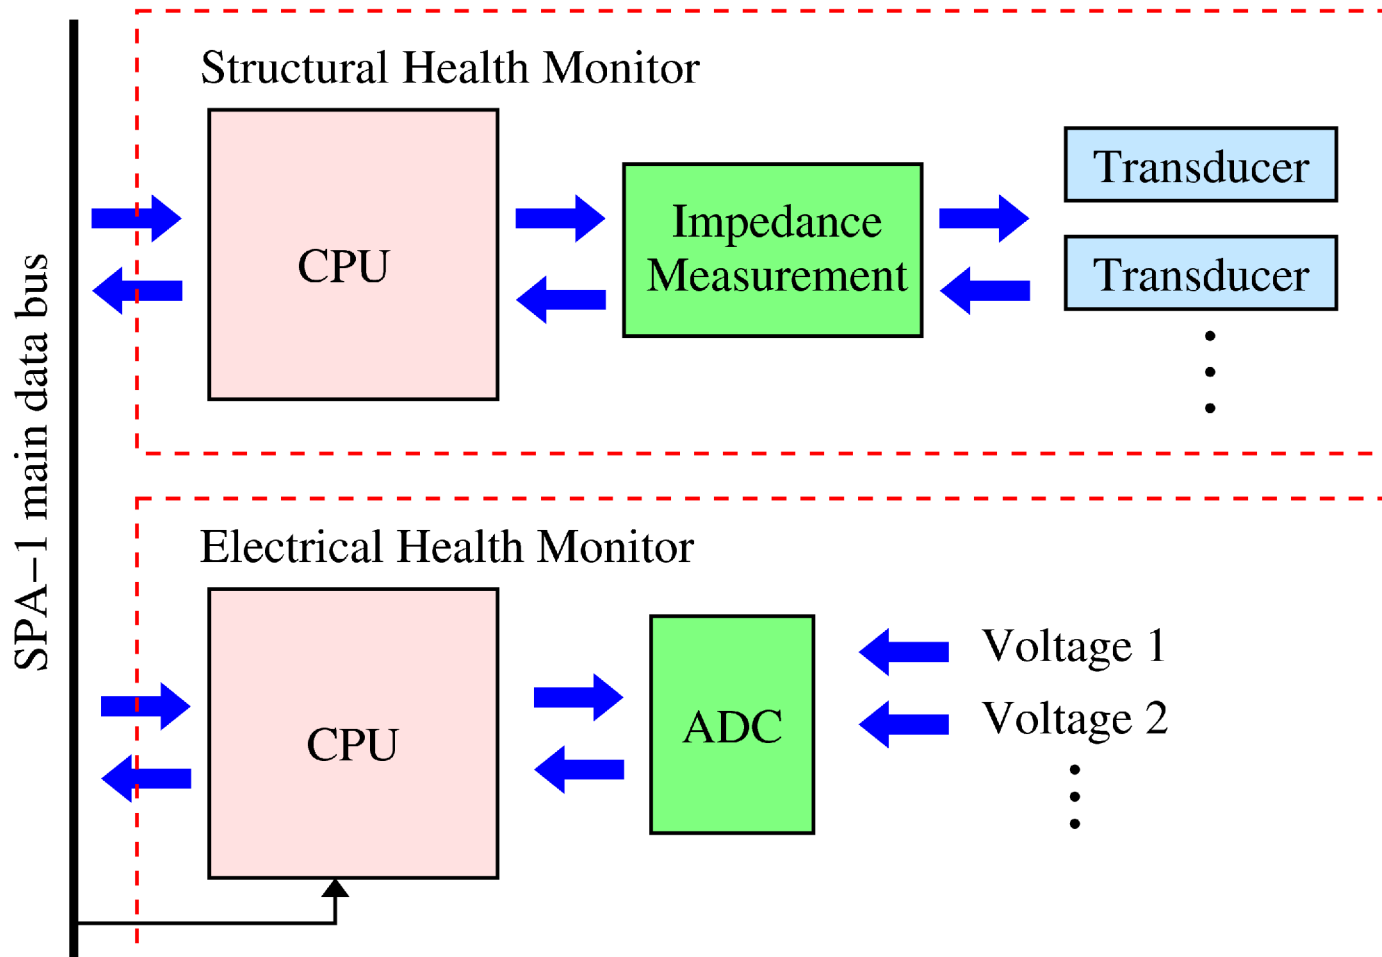 SPA−1 main data bus
Structural Health Monitor
CPU
Impedance
Measurement
Transducer
Transducer
Electrical Health Monitor
CPU
ADC
Voltage 1
Voltage 2